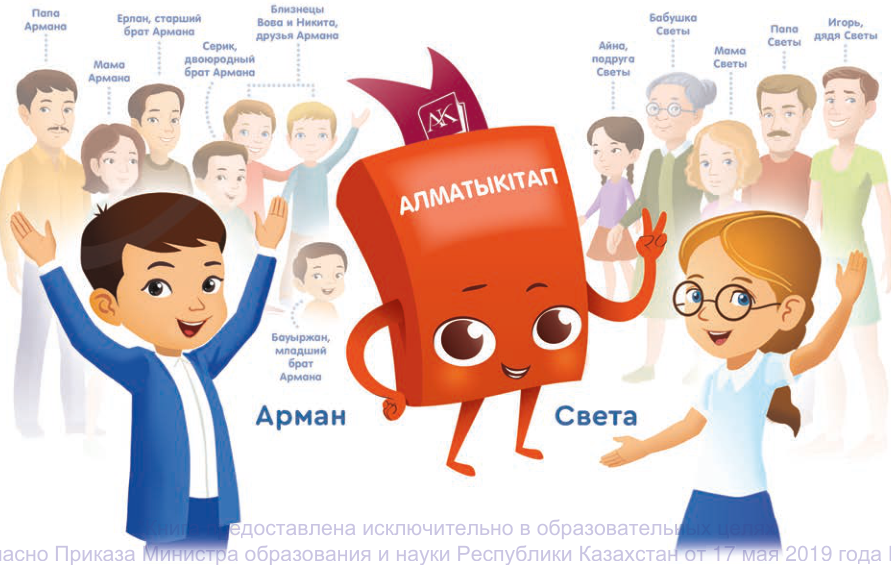 Папа
Армана
Мама
Армана
Ерлан, старший
брат Армана
Серик,
двоюродный
брат Армана
Близнецы
Вова и Никита,
друзья Армана
Айна,
подруга
Светы
Бабушка
Светы
Мама
Светы
Папа
Светы
Игорь,
дядя Светы
АК
АЛМАТЫКІТАП
Бауыржан,
младший
брат
Армана
Арман
Света
предоставлена исключительно в образовательных целях
Приказа Министра образования и науки Республики Казахстан от 17 мая 2019 года